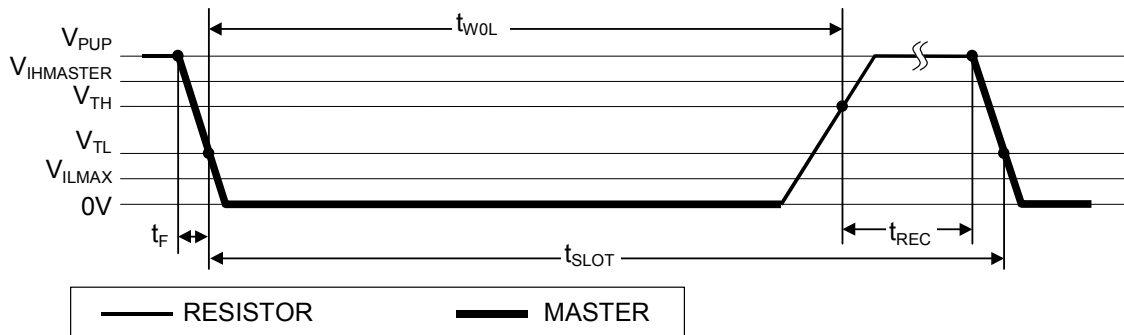 t_W0L
V_PUP
V_IHMASTER
V_TH
V_TL
V_ILMAX
0V
t_F
t_REC
t_SLOT
RESISTOR MASTER